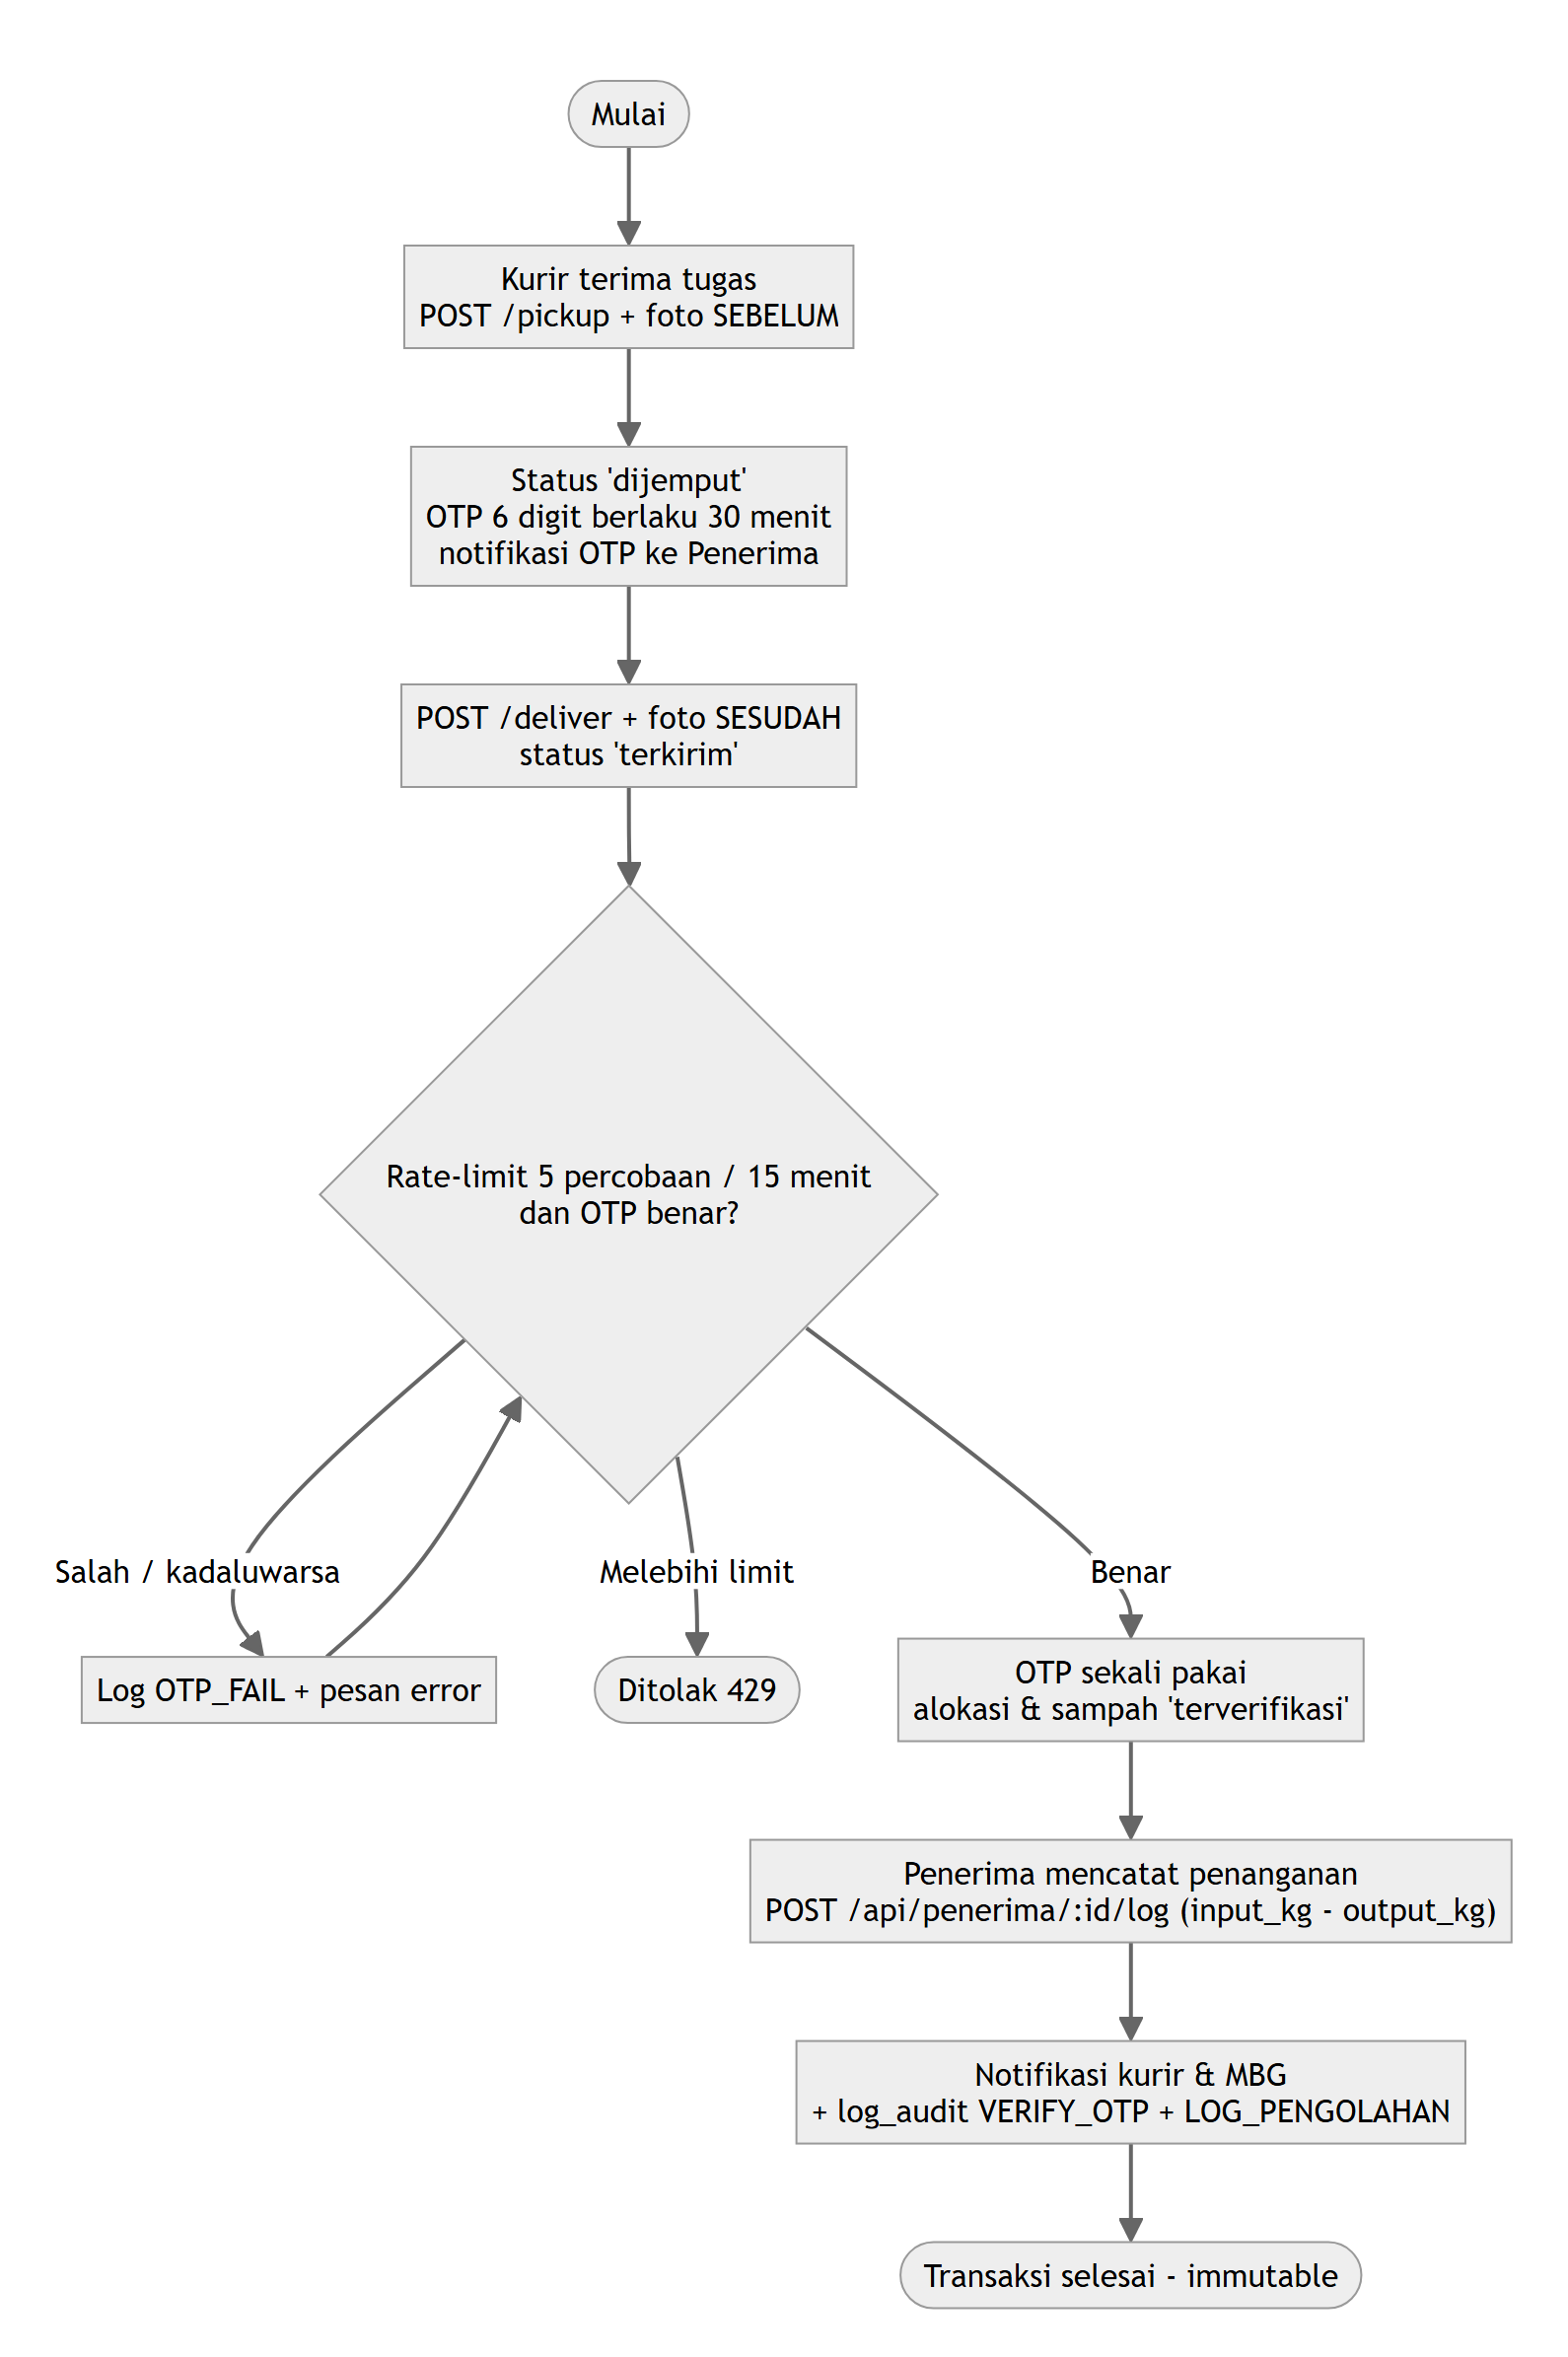 Mulai
Kurir terima tugas
POST /pickup + foto SEBELUM
Status 'dijemput'
OTP 6 digit berlaku 30 menit
notifikasi OTP ke Penerima
POST /deliver + foto SESUDAH
status 'terkirim'
Rate-limit 5 percobaan / 15 menit
dan OTP benar?
Salah / kadaluwarsa
Melebihi limit
Benar
Log OTP_FAIL + pesan error
Ditolak 429
OTP sekali pakai
alokasi & sampah 'terverifikasi'
Penerima mencatat penanganan
POST /api/penerima/:id/log (input_kg - output_kg)
Notifikasi kurir & MBG
+ log_audit VERIFY_OTP + LOG_PENGOLAHAN
Transaksi selesai - immutable